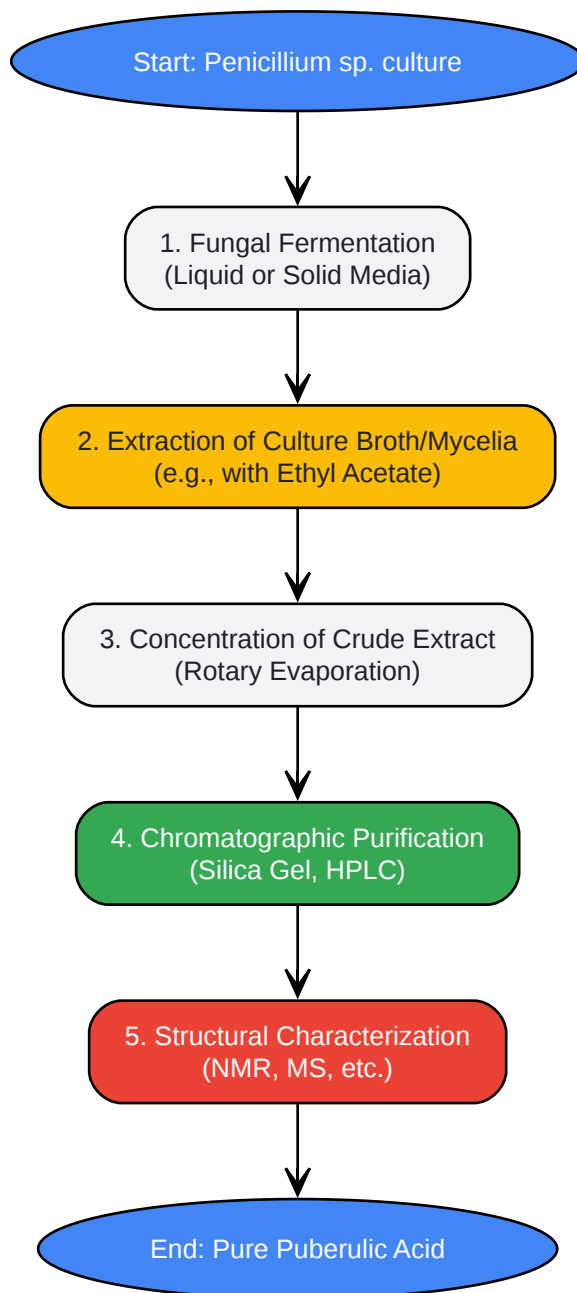 Start: Penicillium sp. culture
1. Fungal Fermentation
(Liquid or Solid Media)
2. Extraction of Culture Broth/Mycelia
(e.g., with Ethyl Acetate)
3. Concentration of Crude Extract
(Rotary Evaporation)
4. Chromatographic Purification
(Silica Gel, HPLC)
5. Structural Characterization
(NMR, MS, etc.)
End: Pure Puberulic Acid